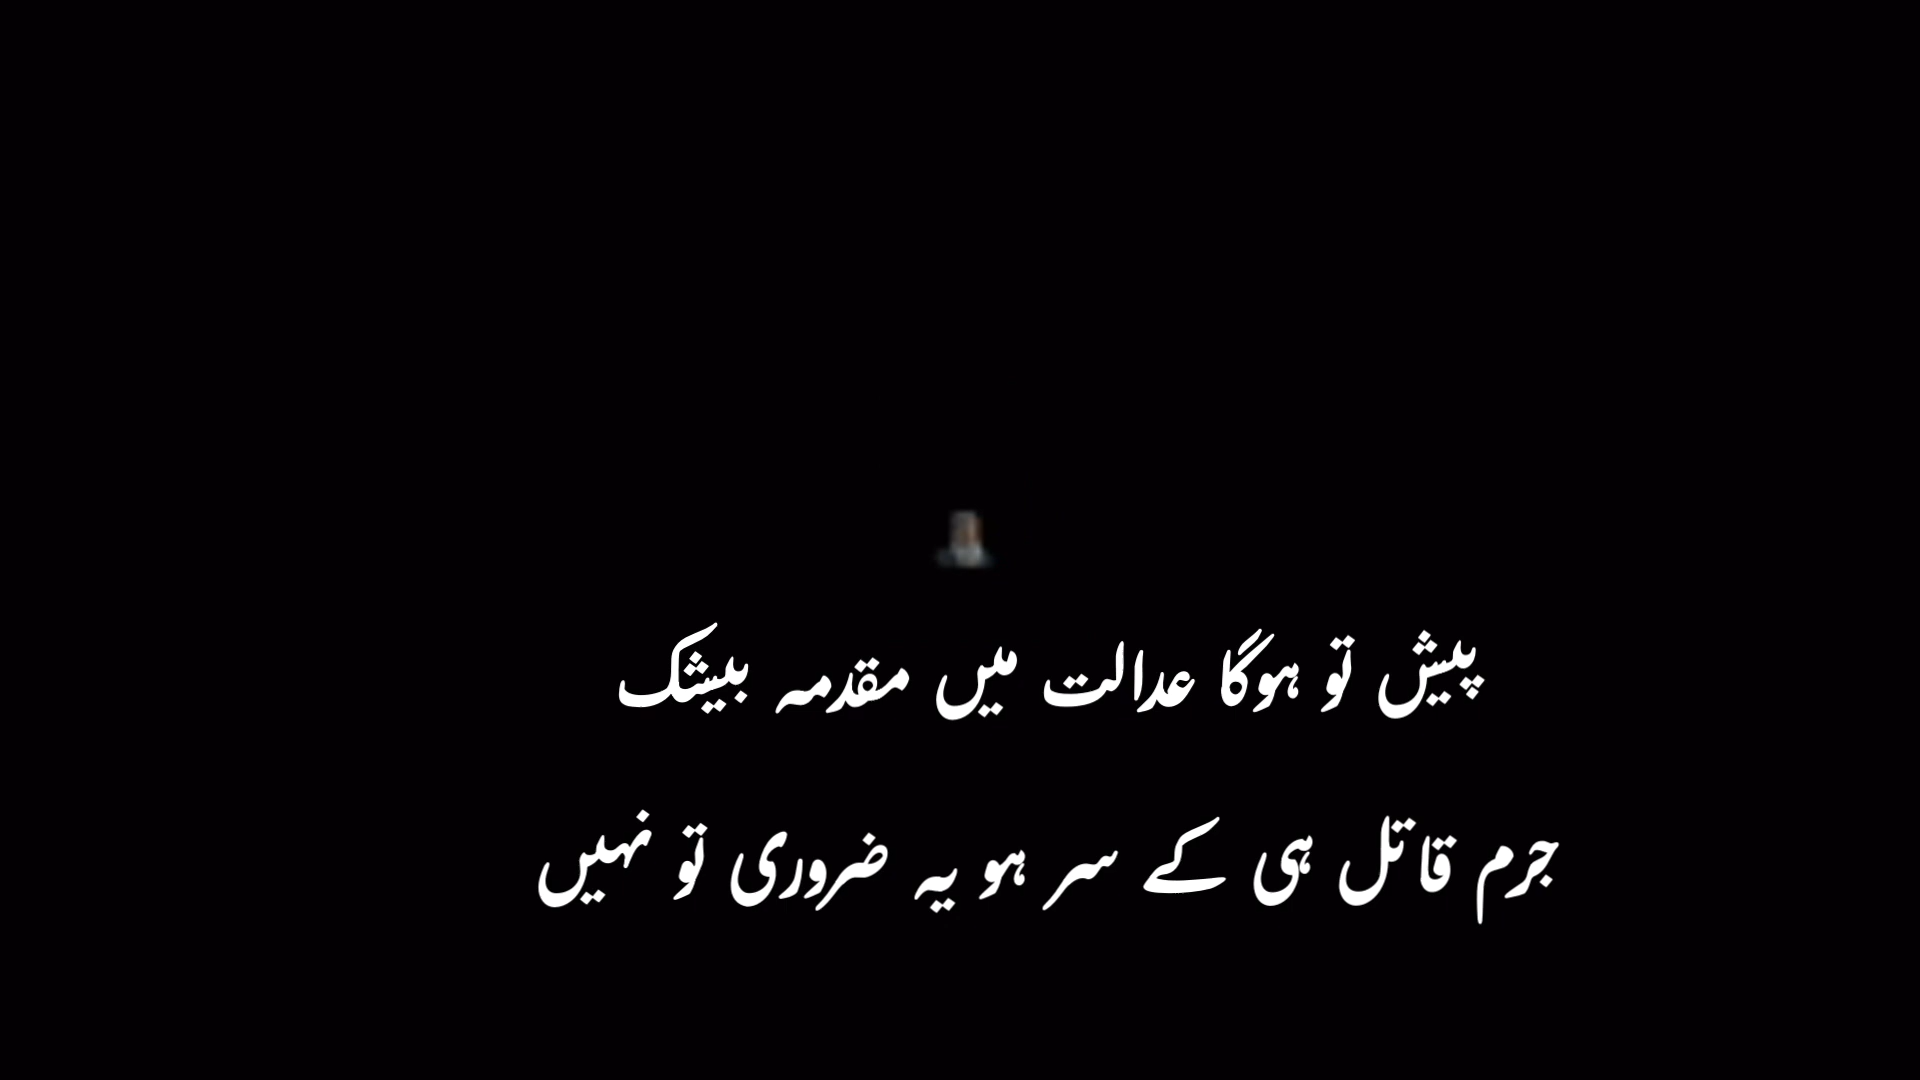 پیش تو ہوگا عدالت میں مقدمہ بیشک
جرم قاتل ہی کے سر ہو یہ ضروری تو نہیں